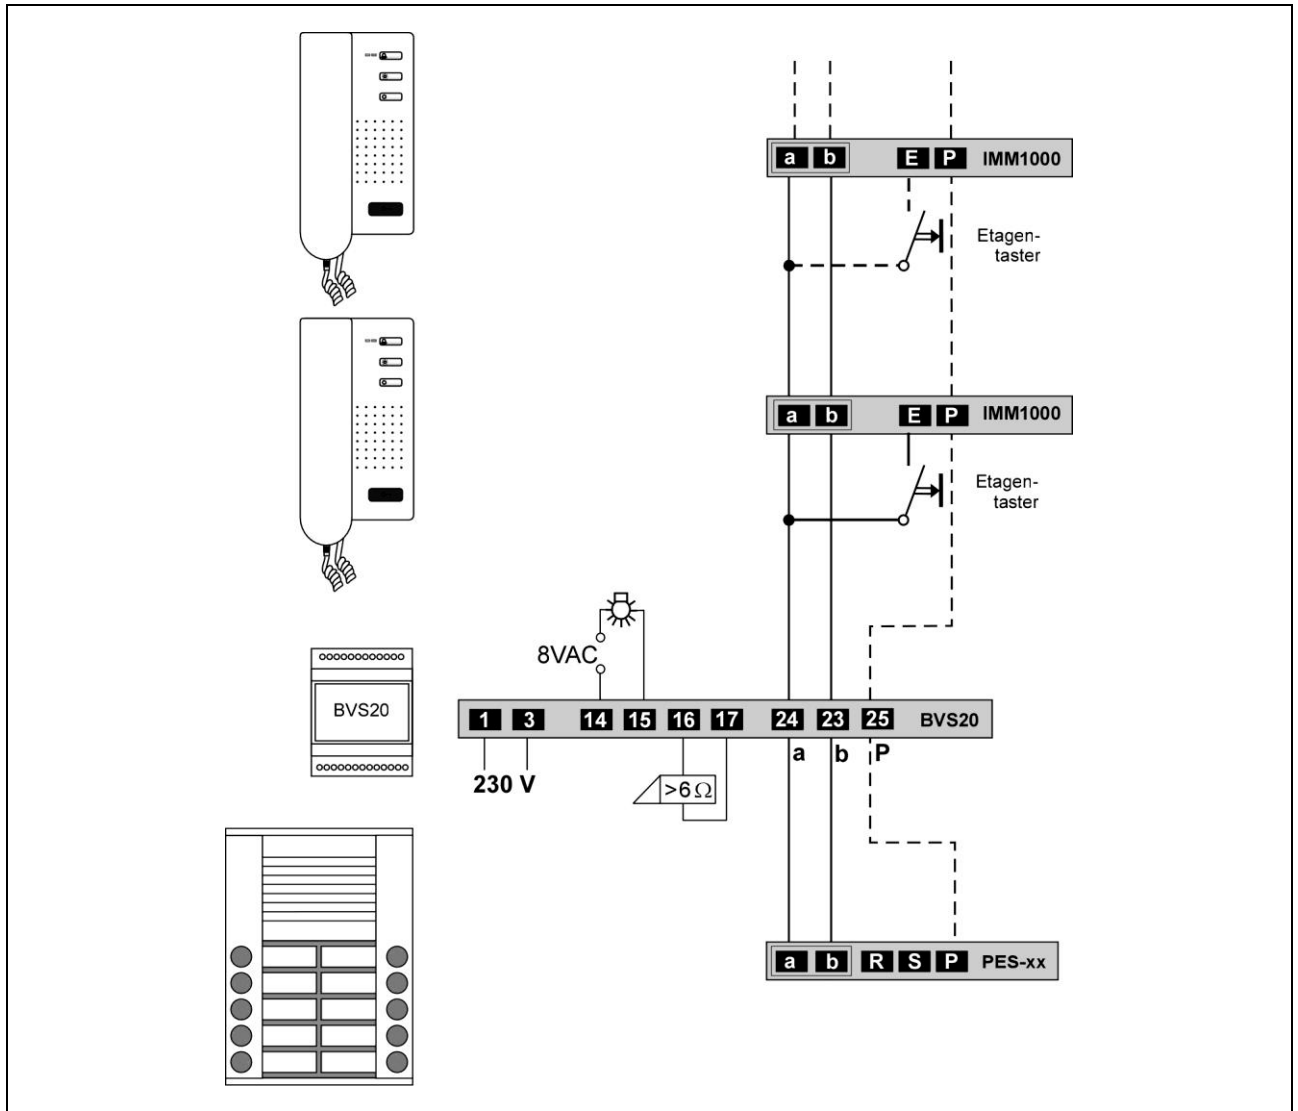 a b E P IMM1000
Etagen-
taster
a b E P IMM1000
Etagen-
taster
8VAC
BVS20
1 3 14 15 16 17 24 23 25 BVS20
a b P
230 V
>6Ω
a b R S P PES-xx